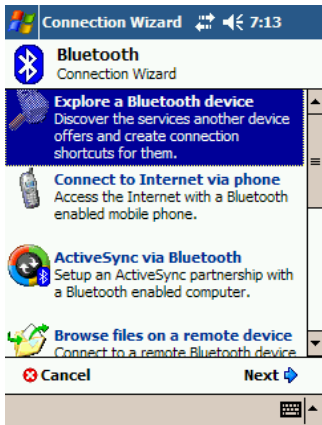 Connection Wizard 7:13
Bluetooth
Connection Wizard
Explore a Bluetooth device
Discover the services another device
offers and create connection
shortcuts for them.
Connect to Internet via phone
Access the Internet with a Bluetooth
enabled mobile phone.
ActiveSync via Bluetooth
Setup an ActiveSync partnership with
a Bluetooth enabled computer.
Browse files on a remote device
Connect to a remote Bluetooth device
Cancel Next